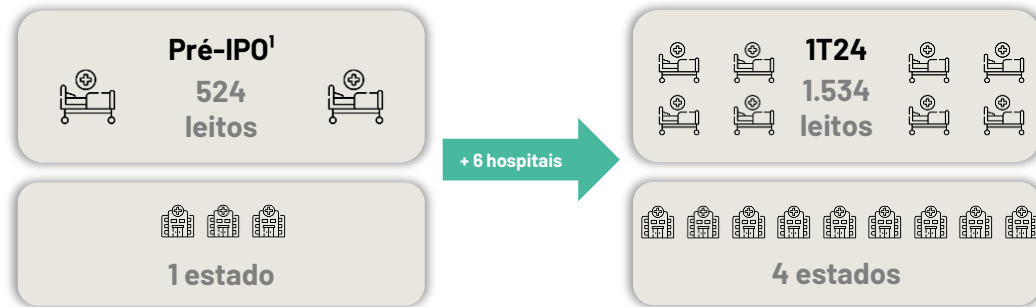 Pré-IPO¹
524
leitos
1 estado
+ 6 hospitais
1T24
1.534
leitos
4 estados